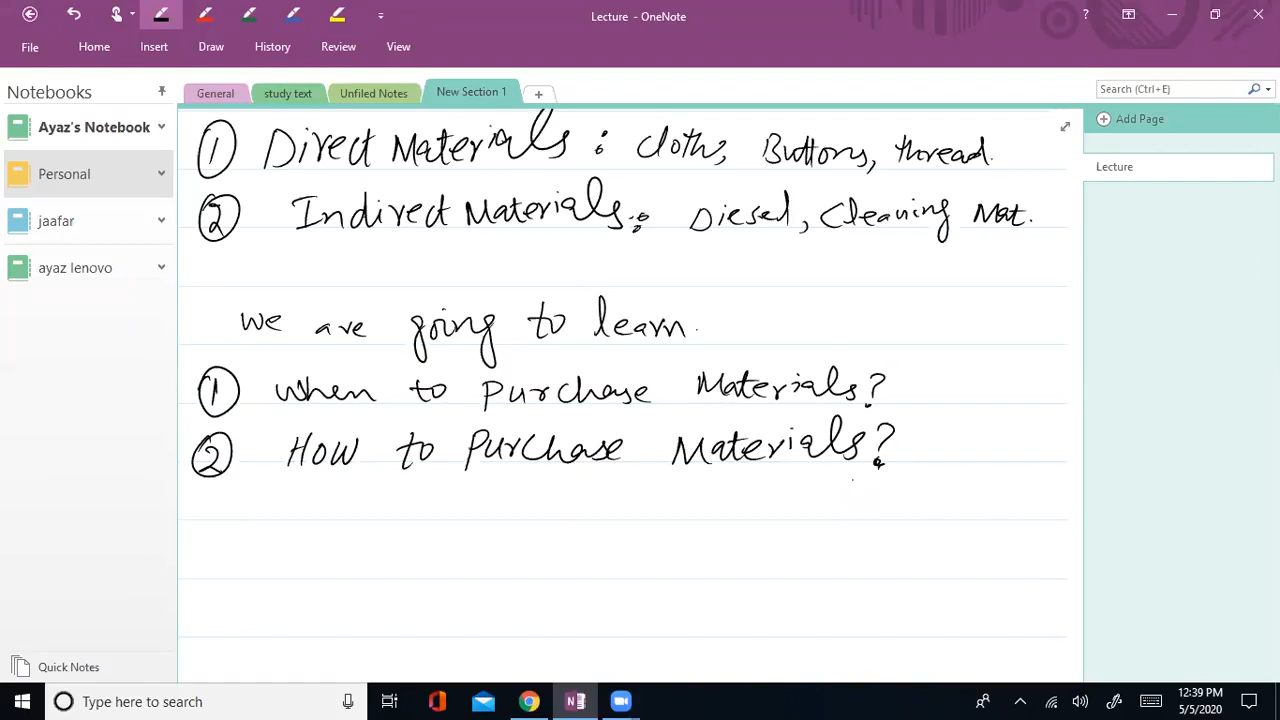 Lecture - OneNote
?
File Home Insert Draw History Review View
Notebooks
General study text Unfiled Notes New Section 1
Search (Ctrl+E)
Ayaz's Notebook
Personal
jaafar
ayaz lenovo
Add Page
Lecture
① Direct Materials : cloths, Buttons, thread.
② Indirect Materials : Diesel, Cleaning Mat.
we are going to learn.
① when to Purchase Materials?
② How to Purchase Materials?
Quick Notes
Type here to search
12:39 PM
5/5/2020